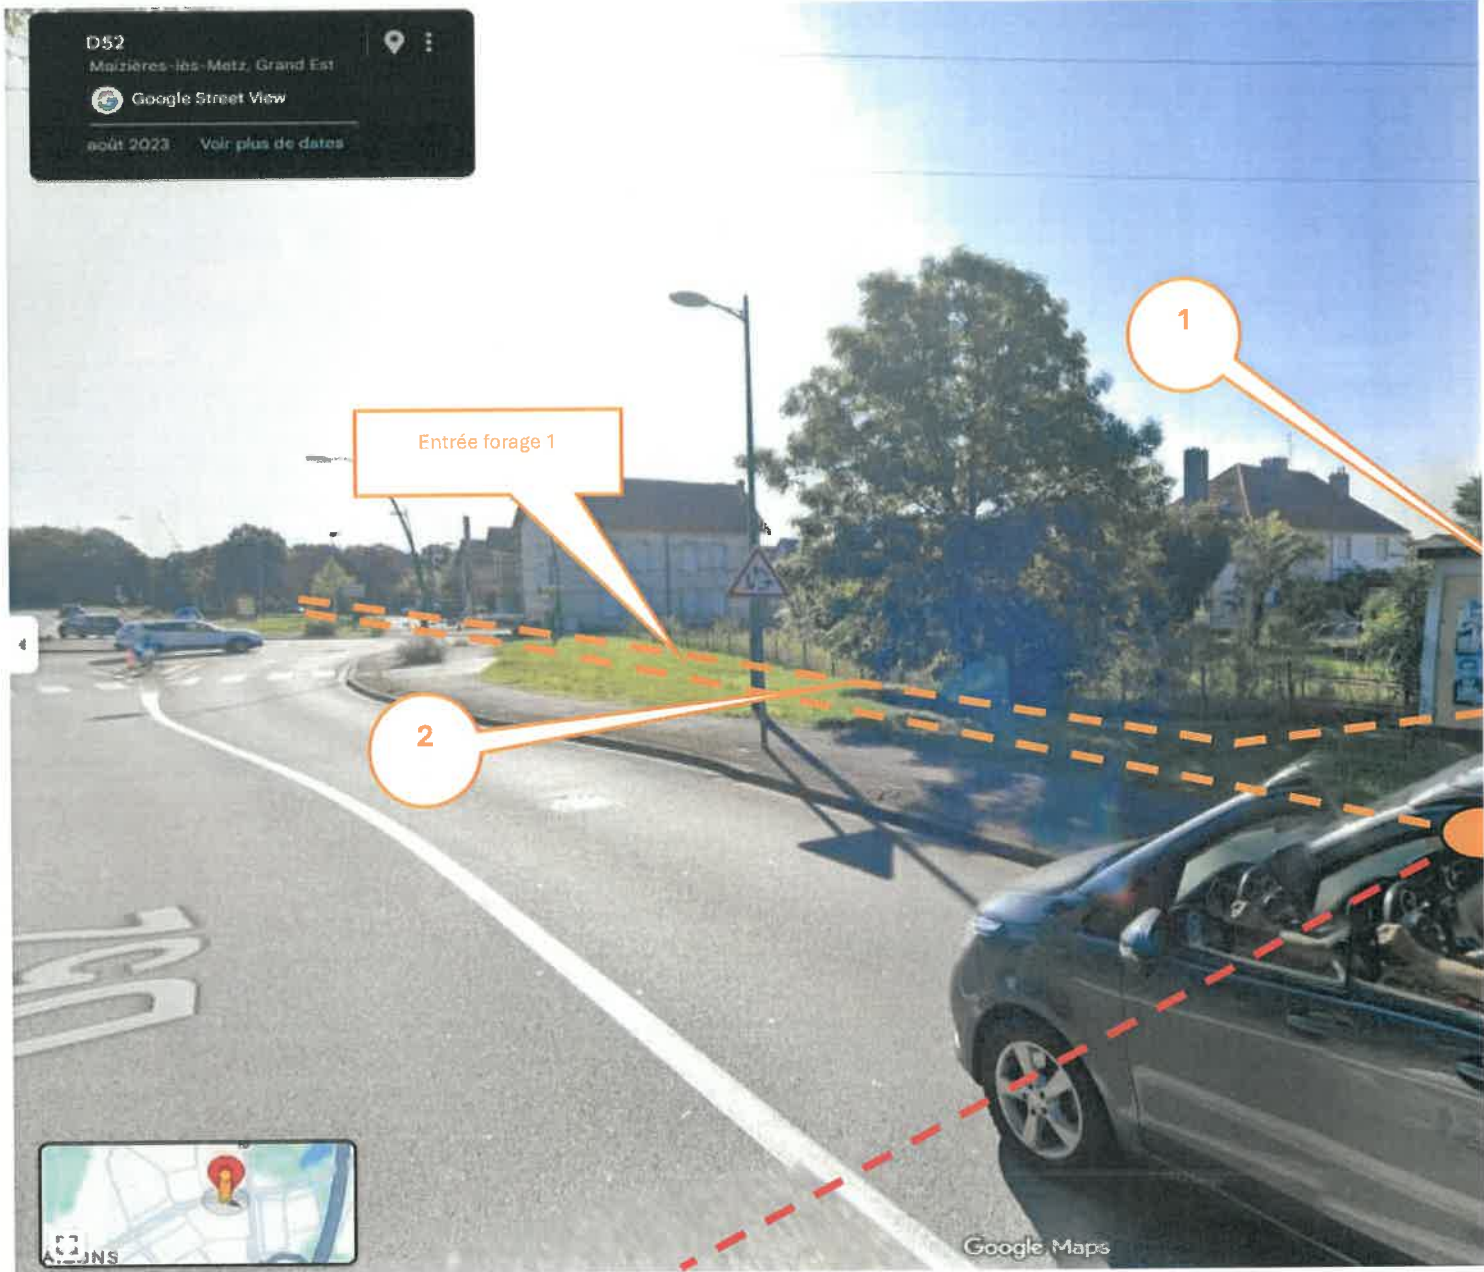 D52
Maizières-lès-Metz, Grand Est
Google Street View
août 2023 Voir plus de dates
1
Entrée forage 1
2
Google Maps